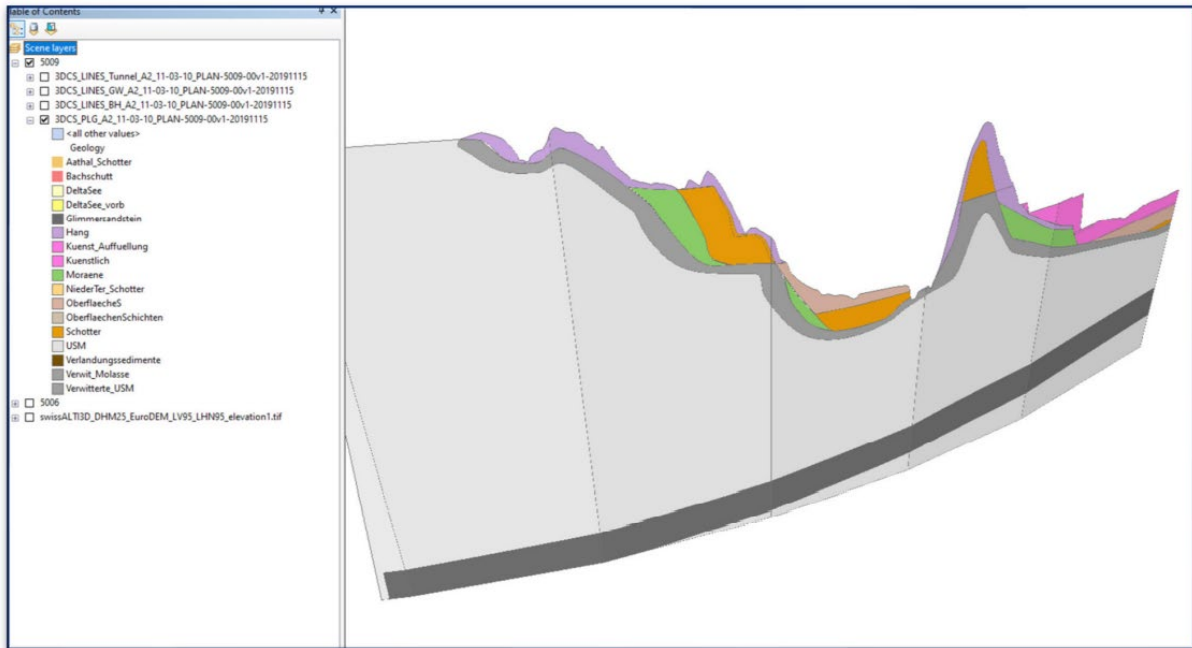 Table of Contents
Scene layers
5009
3DCS_LINES_Tunnel_A2_11-03-10_PLAN-5009-00v1-20191115
3DCS_LINES_GW_A2_11-03-10_PLAN-5009-00v1-20191115
3DCS_LINES_BH_A2_11-03-10_PLAN-5009-00v1-20191115
3DCS_PLG_A2_11-03-10_PLAN-5009-00v1-20191115
<all other values>
Geology
Aathal_Schotter
Bachschutt
DeltaSee
DeltaSee_vorb
Glimmersandstein
Hang
Kuenst_Auffuellung
Kuenstlich
Moraene
NiederTer_Schotter
OberflaecheS
OberflaechenSchichten
Schotter
USM
Verlandungssedimente
Verwit_Molasse
Verwitterte_USM
5006
swissALTI3D_DHM25_EuroDEM_LV95_LHN95_elevation1.tif